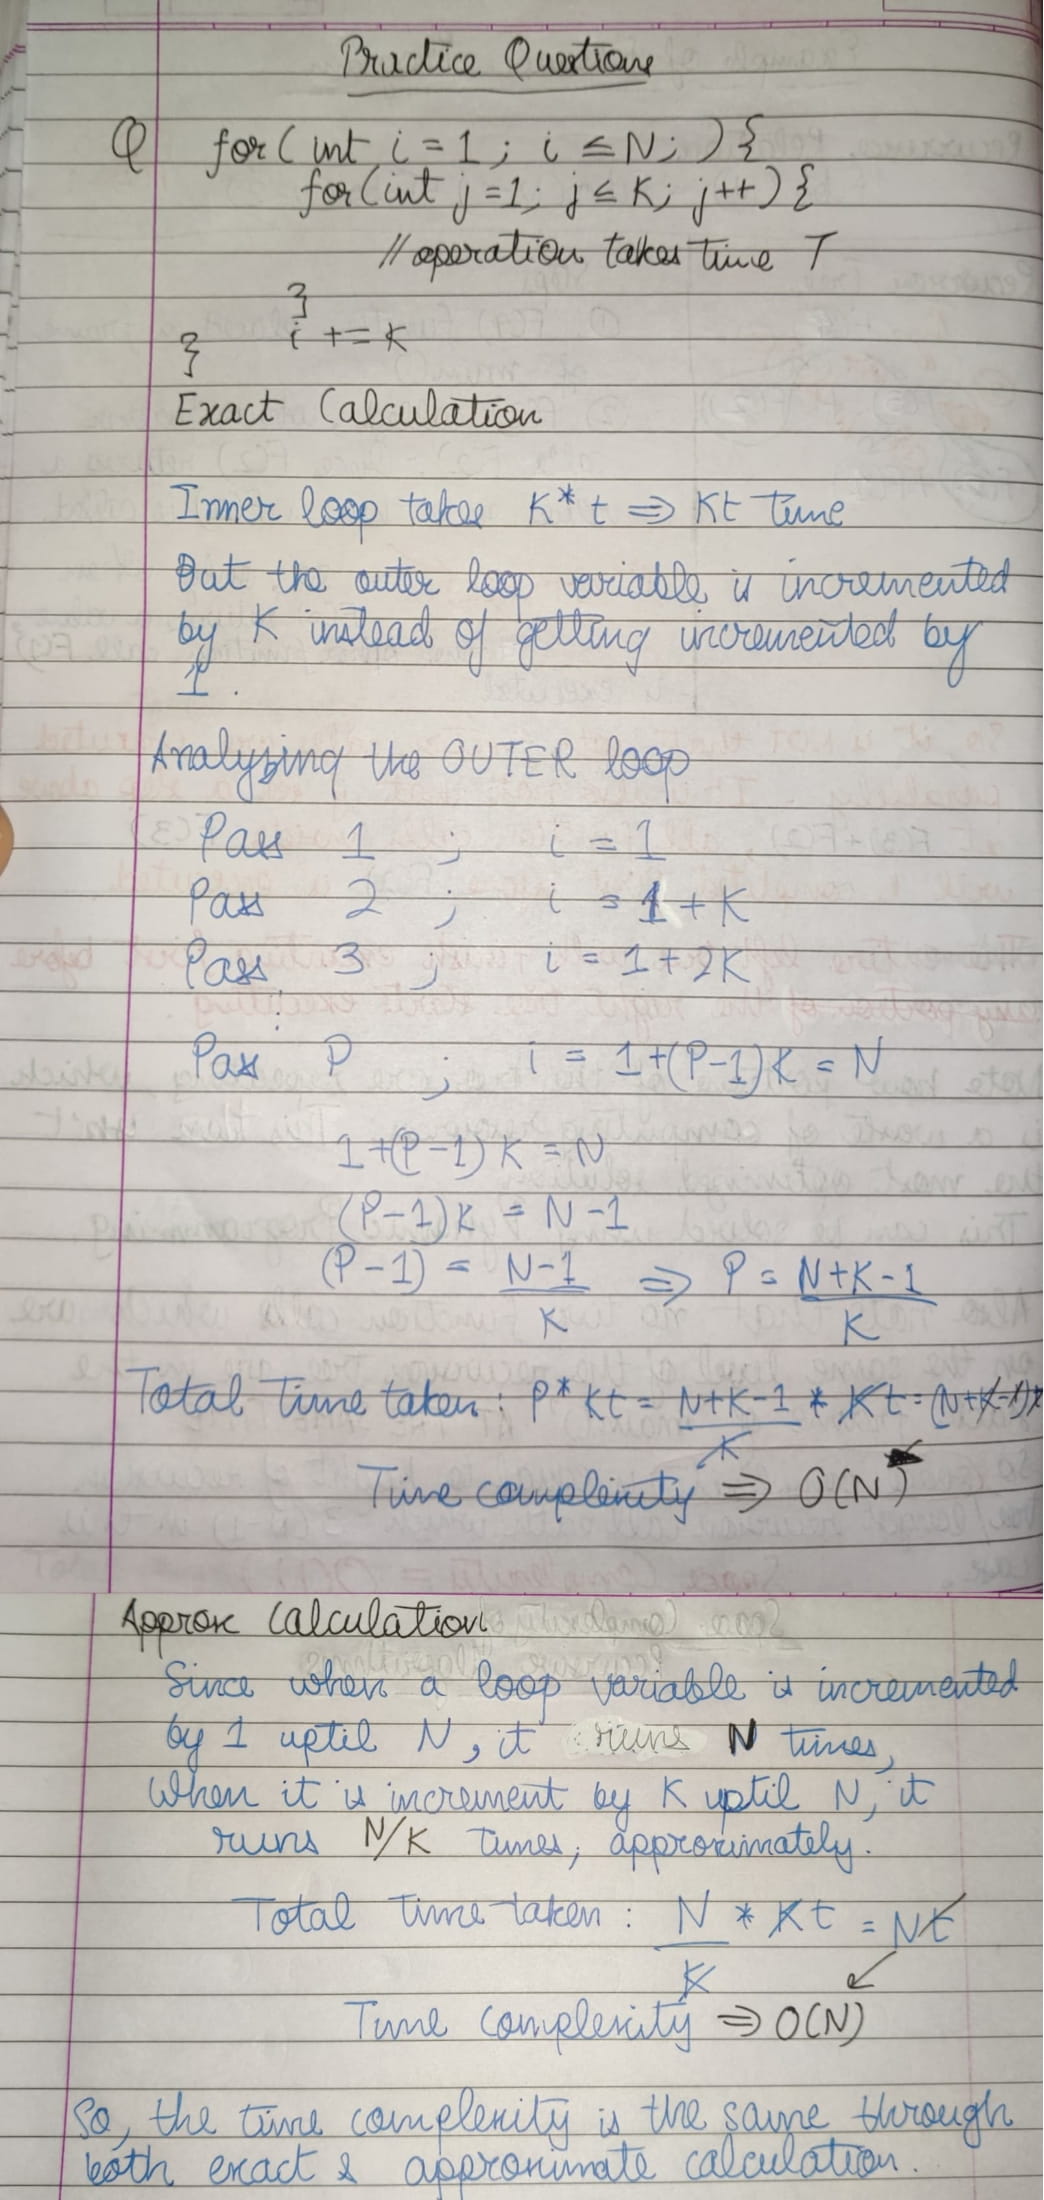 Practice Questions
Q for( int i = 1 ; i ≤ N; ) {
for(int j=1; j ≤ K; j++) {
// operation takes time T
}
i += K
}
Exact Calculation
Inner loop takes K* t ⇒ Kt time
But the outer loop variable is incremented
by K instead of getting incremented by
1.
Analyzing the OUTER loop
Pass 1 ; i = 1
Pass 2 ; i = 1 + K
Pass 3 ; i = 1+2K
⋮
Pass P ; i = 1+(P-1)K = N
1+(P-1)K = N
(P-1)K = N-1
(P-1) = N-1/K ⇒ P = N+K-1/K
Total Time taken : P* Kt = N+K-1/K * Kt = (N+K-1)
Time complexity ⇒ O(N)
Approx Calculation
Since when a loop variable is incremented
by 1 uptil N, it runs N times,
When it is increment by K uptil N, it
runs N/K times, approximately.
Total time taken : N/K * Kt = Nt
Time complexity ⇒ O(N)
So, the time complexity is the same through
both exact & approximate calculation.